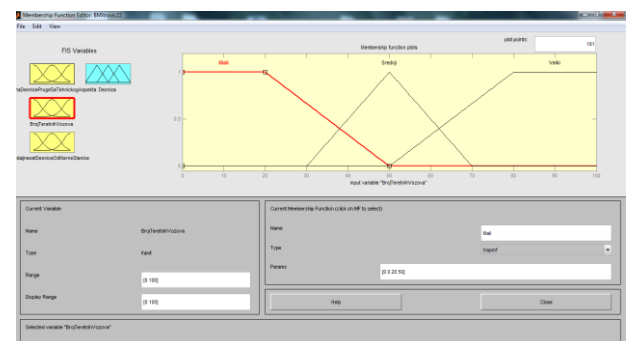 Membership Function Editor: BMtrosic22
File Edit View
FIS Variables
Membership function plots
plot points:
101
Mali
Srednji
Veliki
1
0.5
0
0 10 20 30 40 50 60 70 80 90 100
input variable "BrojTeretnihVozova"
Deonica
BrojTeretnihVozova
Current Variable
Name
BrojTeretnihVozova
Type
input
Range
[0 100]
Display Range
[0 100]
Current Membership Function (click on MF to select)
Name
Mali
Type
trapmf
Params
[0 0 20 50]
Help
Close
Selected variable "BrojTeretnihVozova"